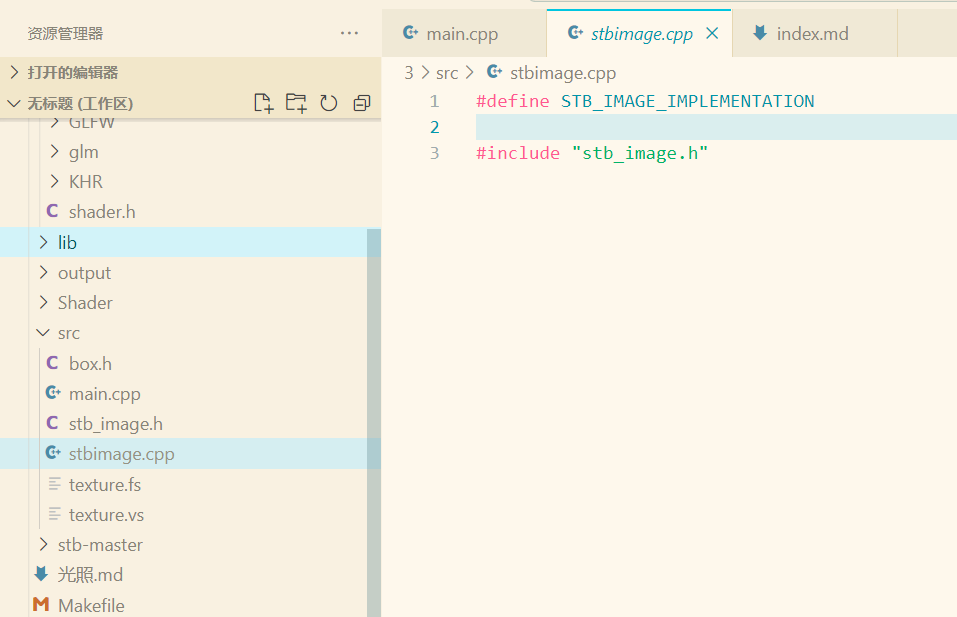 资源管理器
打开的编辑器
无标题 (工作区)
GLFW
glm
KHR
shader.h
lib
output
Shader
src
box.h
main.cpp
stb_image.h
stbimage.cpp
texture.fs
texture.vs
stb-master
光照.md
Makefile
main.cpp
stbimage.cpp
index.md
3 > src > stbimage.cpp
1 #define STB_IMAGE_IMPLEMENTATION
2
3 #include "stb_image.h"